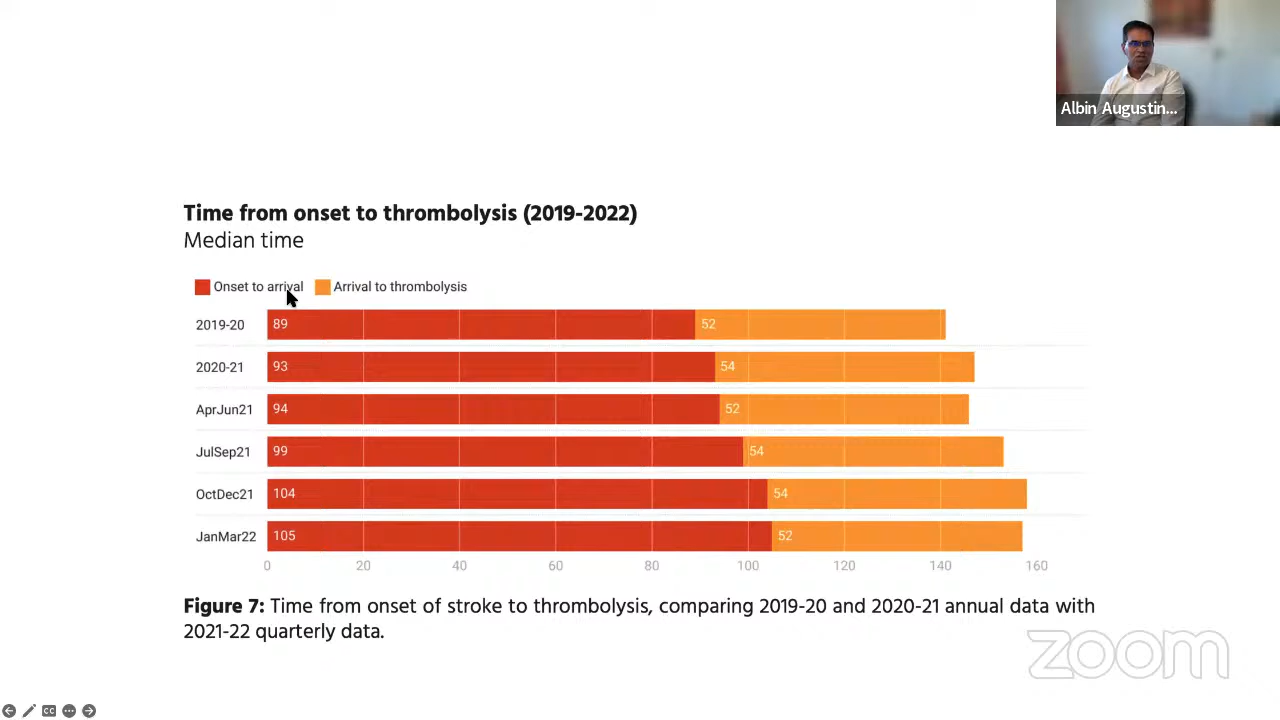 Albin Augustin...
Time from onset to thrombolysis (2019-2022)
Median time
Onset to arrival Arrival to thrombolysis
2019-20 89 52
2020-21 93 54
AprJun21 94 52
JulSep21 99 54
OctDec21 104 54
JanMar22 105 52
0 20 40 60 80 100 120 140 160
Figure 7: Time from onset of stroke to thrombolysis, comparing 2019-20 and 2020-21 annual data with
2021-22 quarterly data.
zoom
CC